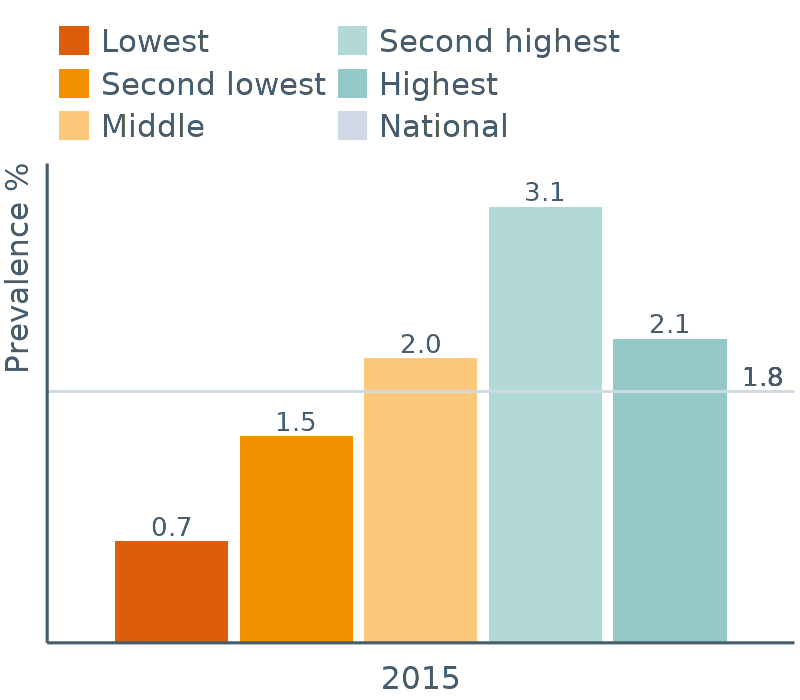 Lowest
Second lowest
Middle
Second highest
Highest
National
Prevalence %
3.1
2.1
2.0
1.8
1.5
0.7
2015